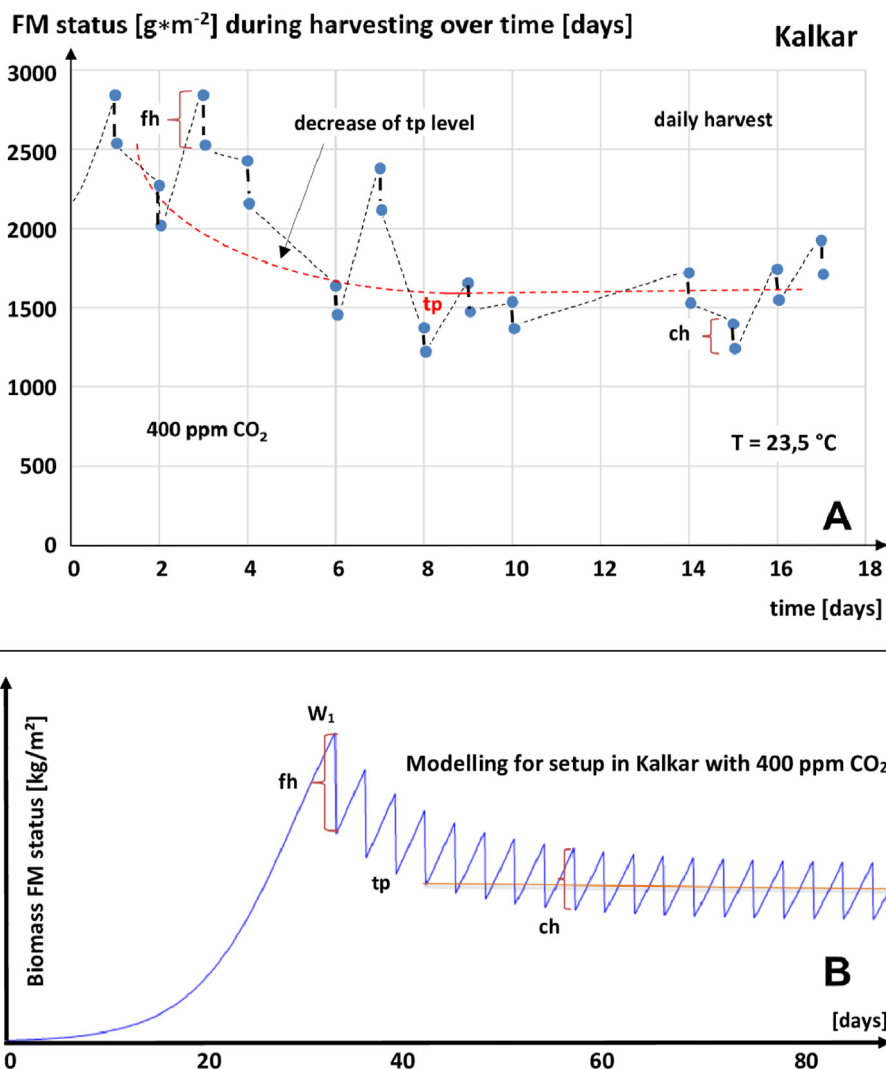 FM status [g*m⁻²] during harvesting over time [days]
Kalkar
3000
fh
decrease of tp level
daily harvest
2500
2000
tp
1500
ch
1000
400 ppm CO₂
T = 23,5 °C
500
A
0
0 2 4 6 8 10 12 14 16 18
time [days]
W₁
Biomass FM status [kg/m²]
Modelling for setup in Kalkar with 400 ppm CO₂
fh
tp
ch
B
[days]
0 20 40 60 80